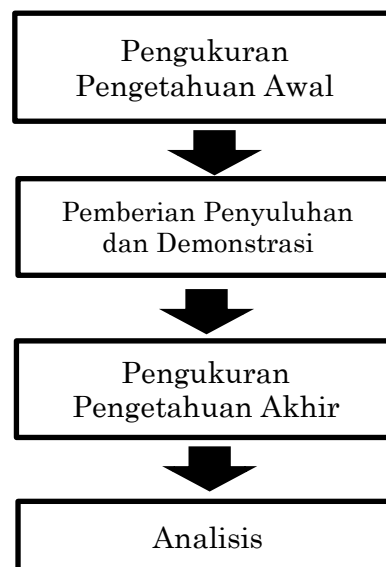 Pengukuran
Pengetahuan Awal
Pemberian Penyuluhan
dan Demonstrasi
Pengukuran
Pengetahuan Akhir
Analisis